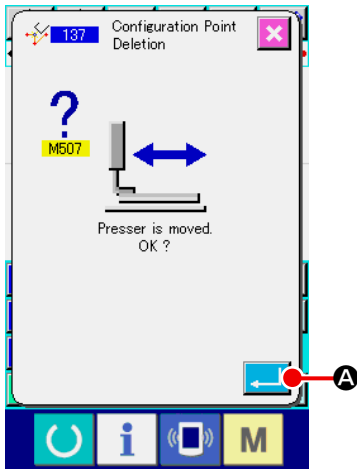 137
Configuration Point
Deletion
?
M507
Presser is moved.
OK ?
A
i
M